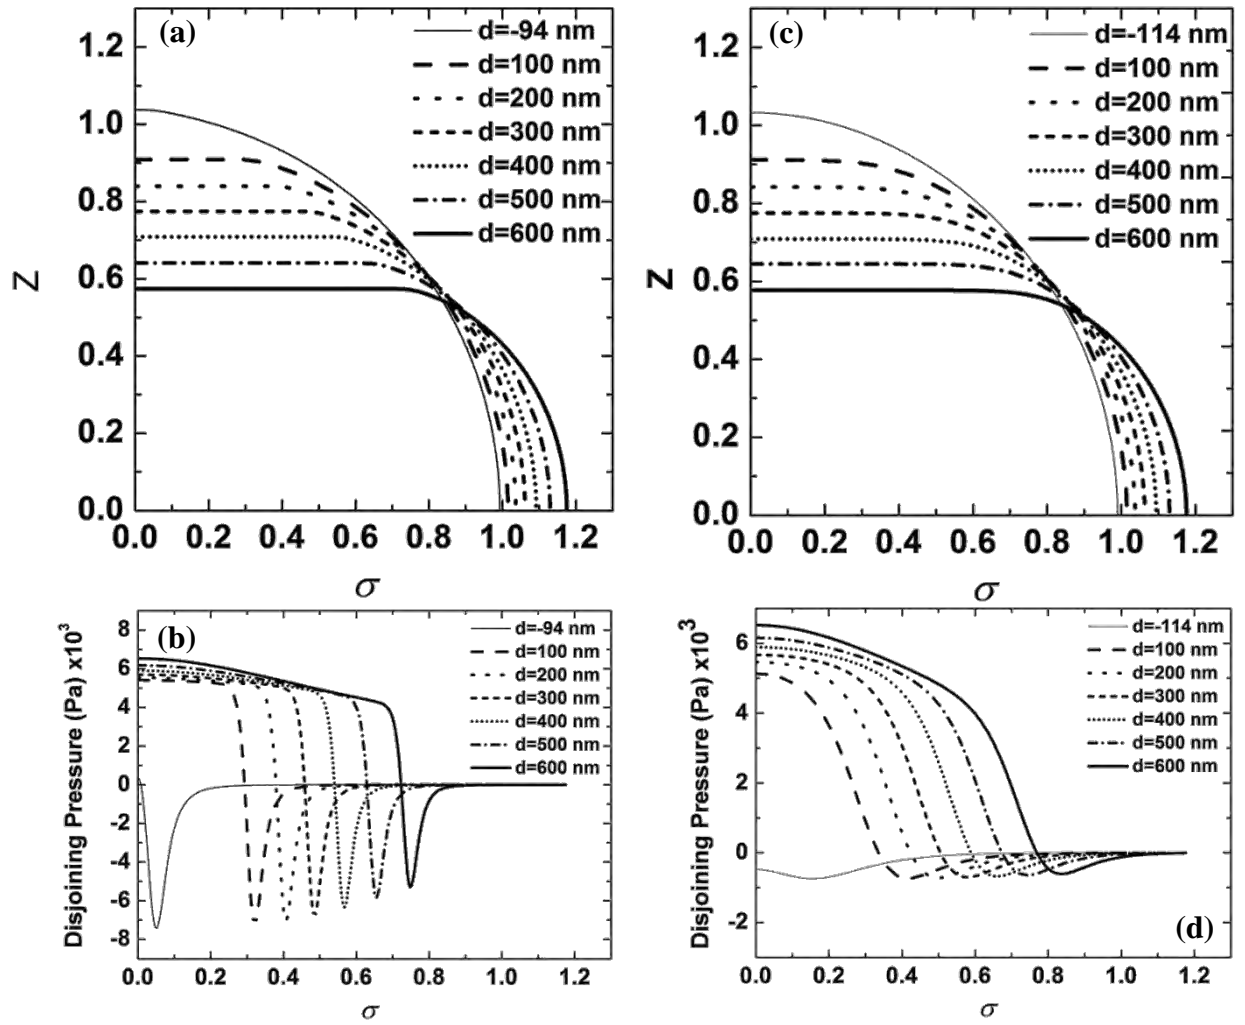 (a)
d=-94 nm
d=100 nm
d=200 nm
d=300 nm
d=400 nm
d=500 nm
d=600 nm
1.2
1.0
0.8
0.6
0.4
0.2
0.0
Z
0.0 0.2 0.4 0.6 0.8 1.0 1.2
σ
(c)
d=-114 nm
d=100 nm
d=200 nm
d=300 nm
d=400 nm
d=500 nm
d=600 nm
1.2
1.0
0.8
0.6
0.4
0.2
0.0
Z
0.0 0.2 0.4 0.6 0.8 1.0 1.2
σ
(b)
d=-94 nm
d=100 nm
d=200 nm
d=300 nm
d=400 nm
d=500 nm
d=600 nm
8
6
4
2
0
-2
-4
-6
-8
Disjoining Pressure (Pa) x10³
0.0 0.2 0.4 0.6 0.8 1.0 1.2
σ
d=-114 nm
d=100 nm
d=200 nm
d=300 nm
d=400 nm
d=500 nm
d=600 nm
6
4
2
0
-2
Disjoining Pressure (Pa) x10³
(d)
0.0 0.2 0.4 0.6 0.8 1.0 1.2
σ